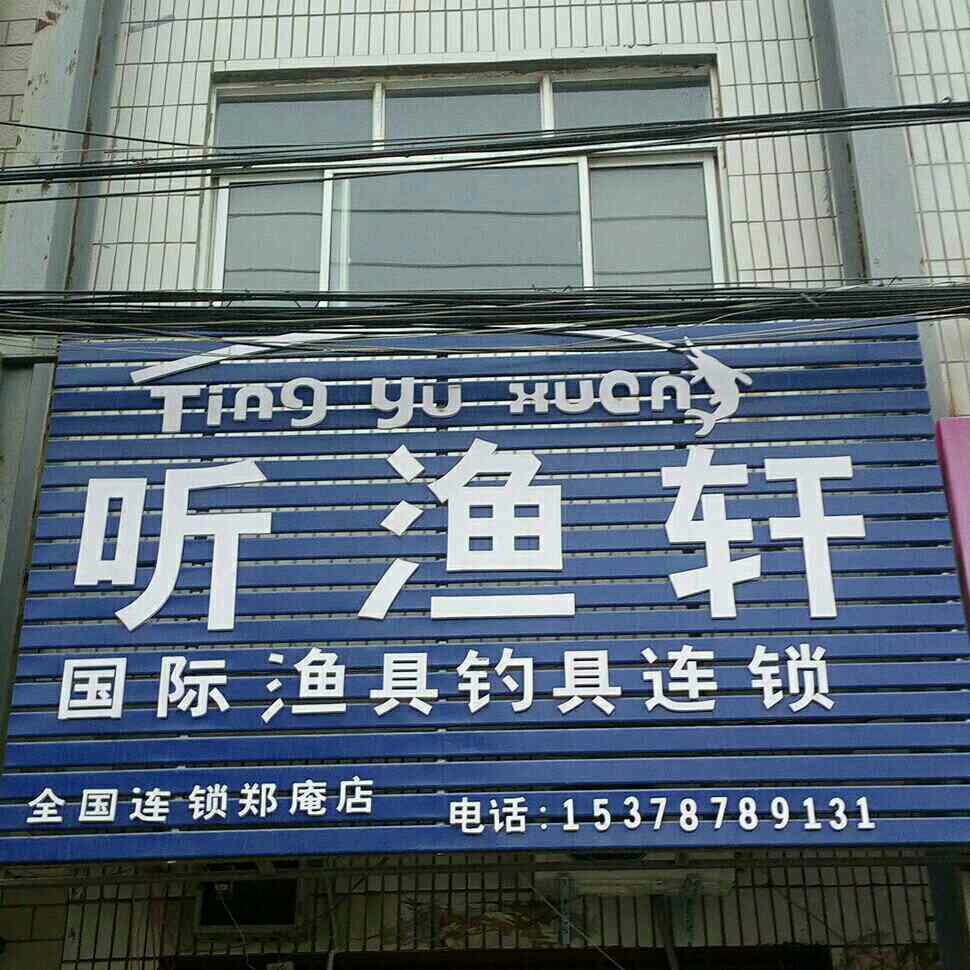 Ting yu xuan
听渔轩
国际渔具钓具连锁
全国连锁郑庵店
电话:15378789131